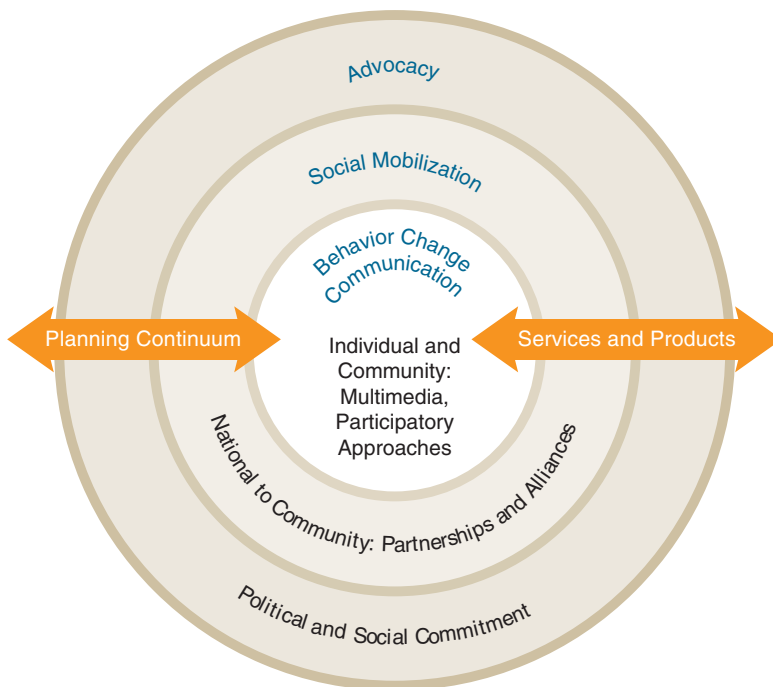 Advocacy
Social Mobilization
Behavior Change
Communication
Planning Continuum
Services and Products
Individual and
Community:
Multimedia,
Participatory
Approaches
National to Community: Partnerships and Alliances
Political and Social Commitment